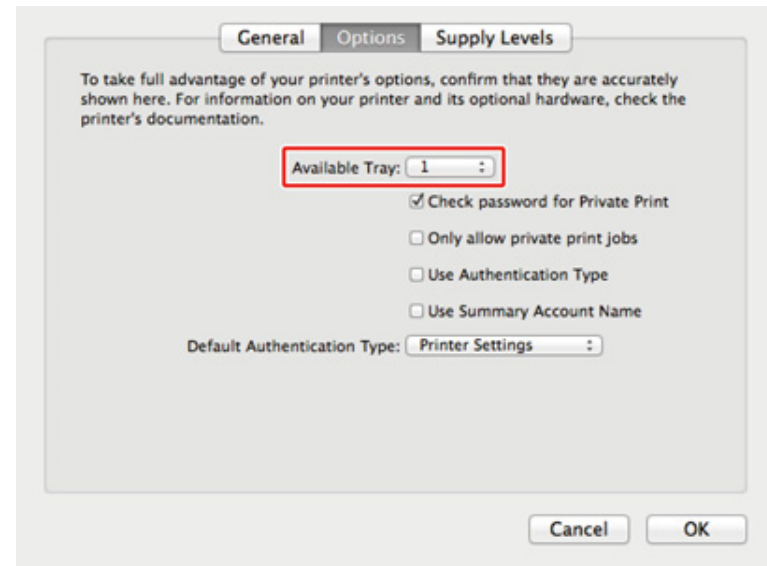 General Options Supply Levels
To take full advantage of your printer's options, confirm that they are accurately
shown here. For information on your printer and its optional hardware, check the
printer's documentation.
Available Tray: 1
Check password for Private Print
Only allow private print jobs
Use Authentication Type
Use Summary Account Name
Default Authentication Type: Printer Settings
Cancel OK